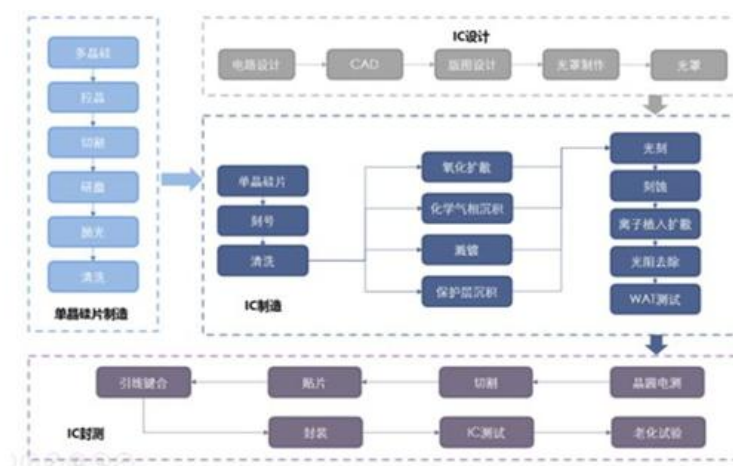 IC设计
电路设计
CAD
版图设计
光罩制作
光罩
多晶硅
拉晶
切割
研磨
抛光
清洗
单晶硅片制造
单晶硅片
刻号
清洗
氧化扩散
化学气相沉积
溅镀
保护层沉积
光刻
刻蚀
离子植入扩散
光阻去除
WAT测试
IC制造
引线键合
贴片
切割
晶圆电测
IC封测
封装
IC测试
老化试验